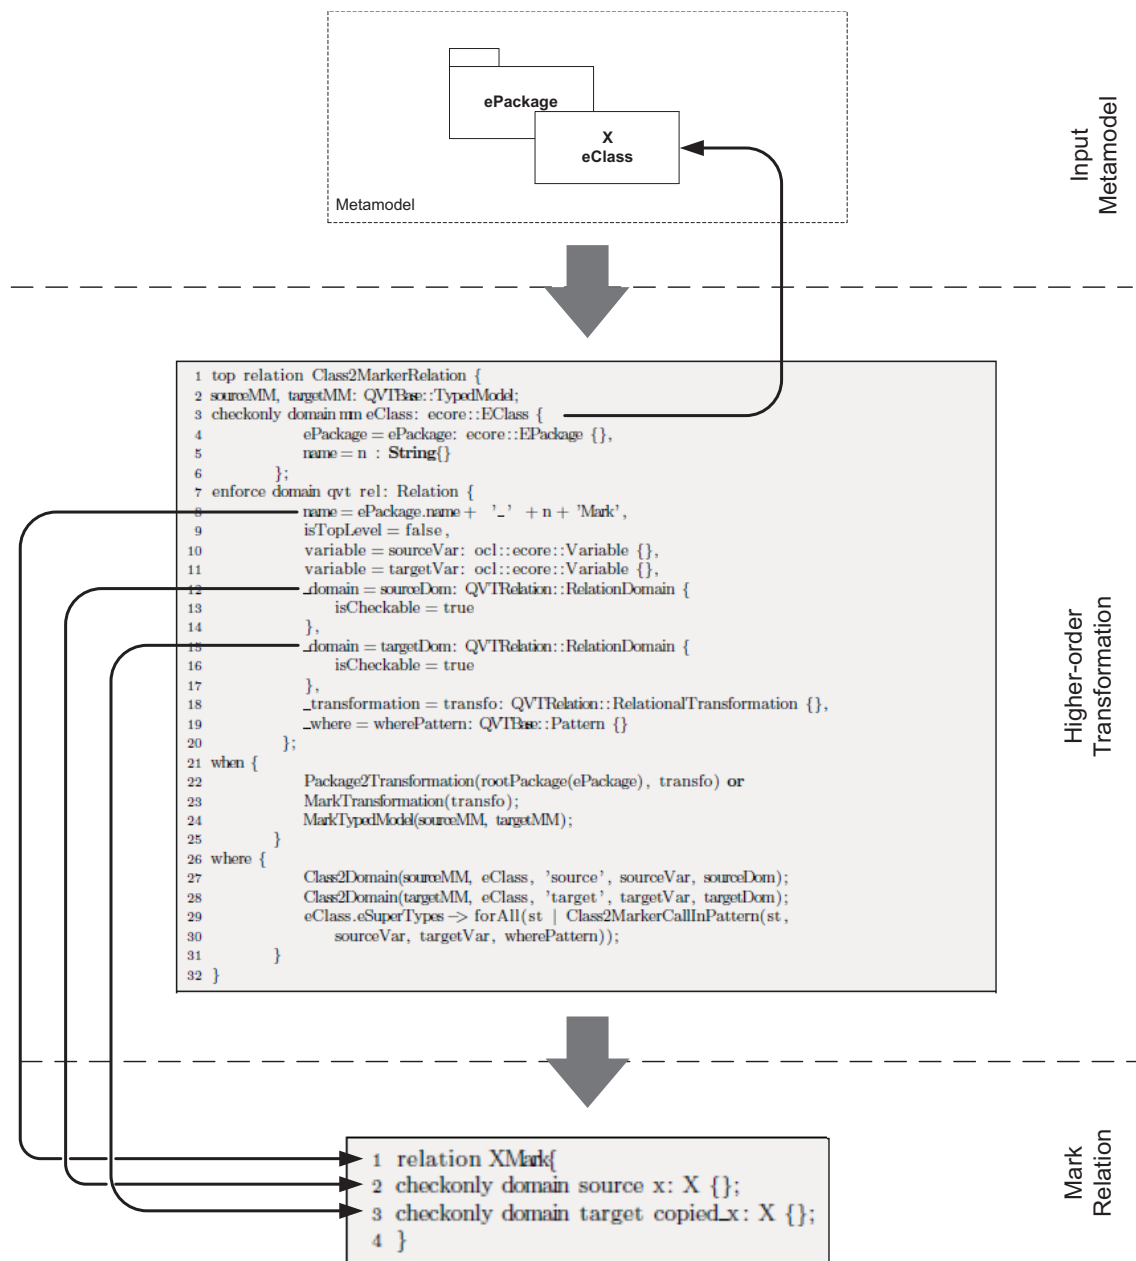 ePackage
X
eClass
Metamodel
Input
Metamodel
1 top relation Class2MarkerRelation {
2 sourceMM, targetMM: QVTBase::TypedModel;
3 checkonly domain mm eClass: ecore::EClass {
4 ePackage = ePackage: ecore::EPackage {},
5 name = n : String{}
6 };
7 enforce domain qvt rel: Relation {
8 name = ePackage.name + '_' + n + 'Mark',
9 isTopLevel = false,
10 variable = sourceVar: ocl::ecore::Variable {},
11 variable = targetVar: ocl::ecore::Variable {},
12 _domain = sourceDom: QVTRelation::RelationDomain {
13 isCheckable = true
14 },
15 _domain = targetDom: QVTRelation::RelationDomain {
16 isCheckable = true
17 },
18 _transformation = transfo: QVTRelation::RelationalTransformation {},
19 _where = wherePattern: QVTBase::Pattern {}
20 };
21 when {
22 Package2Transformation(rootPackage(ePackage), transfo) or
23 MarkTransformation(transfo);
24 MarkTypedModel(sourceMM, targetMM);
25 }
26 where {
27 Class2Domain(sourceMM, eClass, 'source', sourceVar, sourceDom);
28 Class2Domain(targetMM, eClass, 'target', targetVar, targetDom);
29 eClass.eSuperTypes -> forAll(st | Class2MarkerCallInPattern(st,
30 sourceVar, targetVar, wherePattern));
31 }
32 }
Higher-order
Transformation
1 relation XMark{
2 checkonly domain source x: X {};
3 checkonly domain target copied_x: X {};
4 }
Mark
Relation